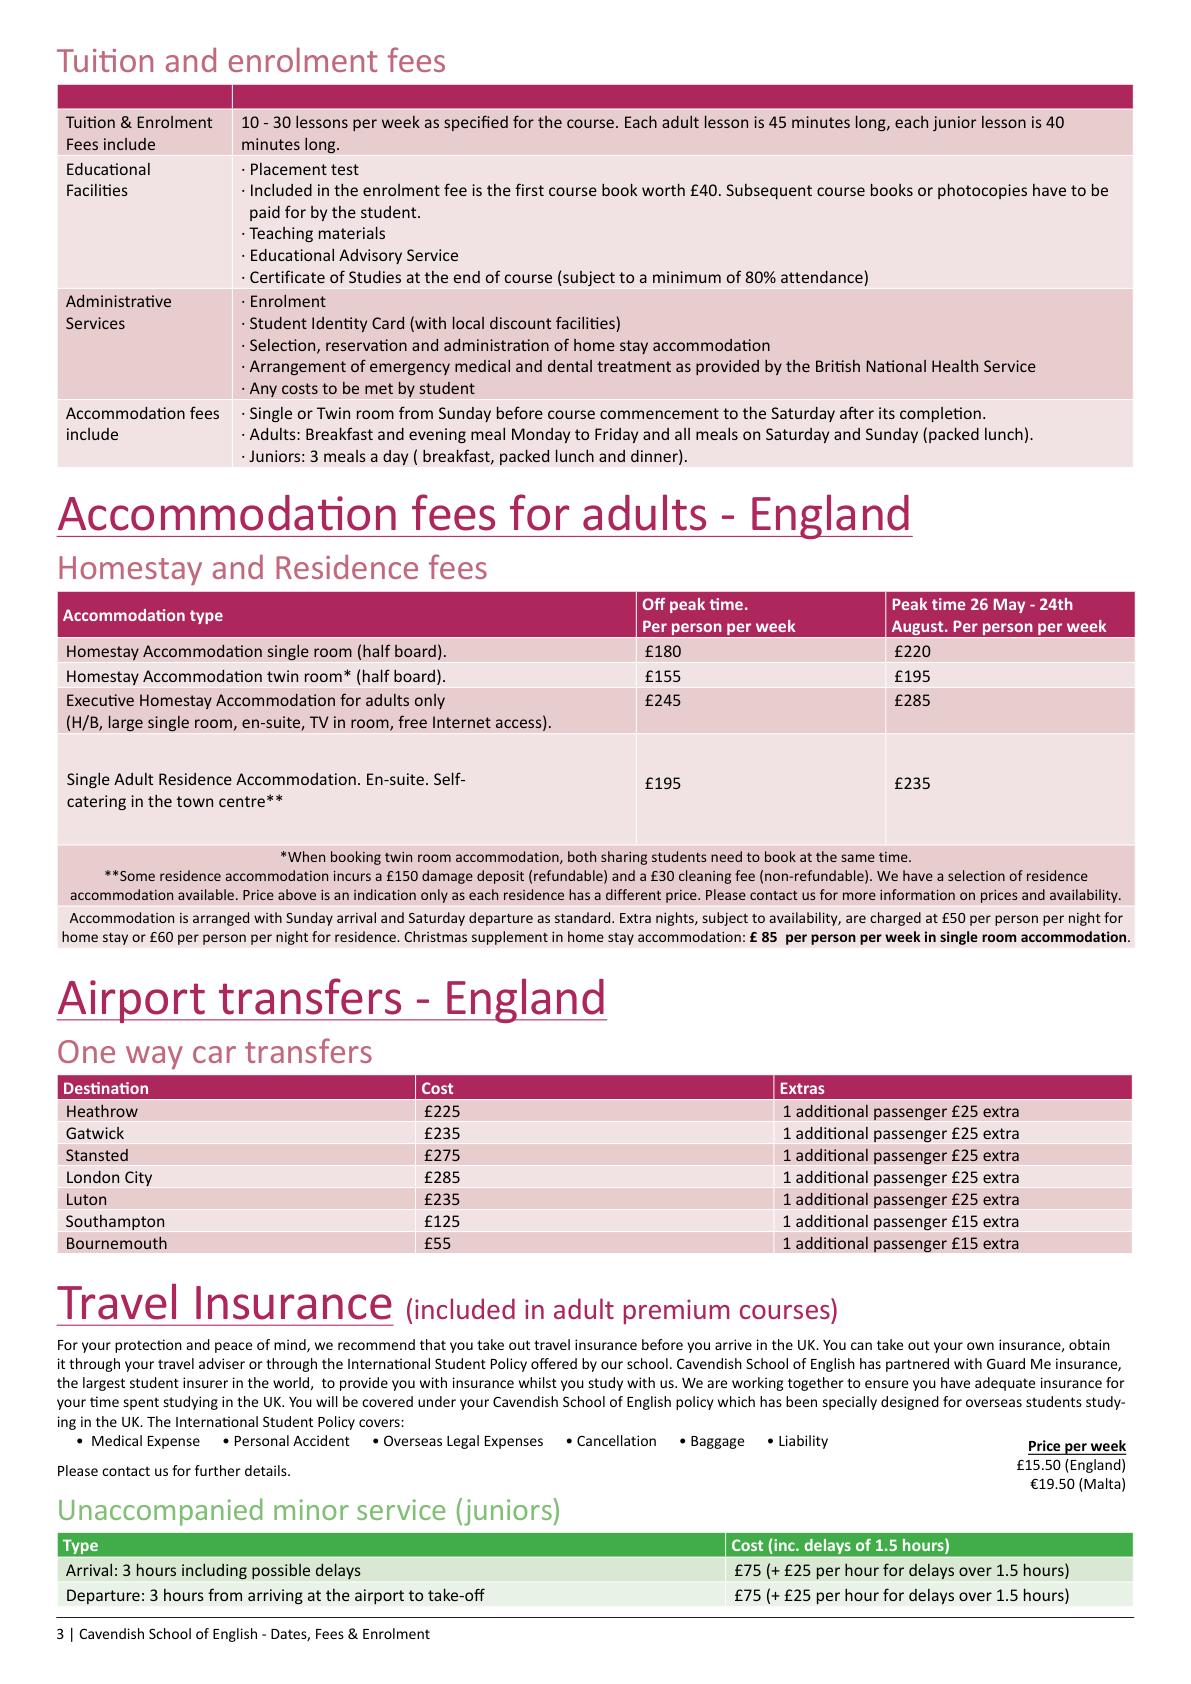 Tuition and enrolment fees
Tuition & Enrolment
Fees include
10 - 30 lessons per week as specified for the course. Each adult lesson is 45 minutes long, each junior lesson is 40
minutes long.
Educational
Facilities
· Placement test
· Included in the enrolment fee is the first course book worth £40. Subsequent course books or photocopies have to be
paid for by the student.
· Teaching materials
· Educational Advisory Service
· Certificate of Studies at the end of course (subject to a minimum of 80% attendance)
Administrative
Services
· Enrolment
· Student Identity Card (with local discount facilities)
· Selection, reservation and administration of home stay accommodation
· Arrangement of emergency medical and dental treatment as provided by the British National Health Service
· Any costs to be met by student
Accommodation fees
include
· Single or Twin room from Sunday before course commencement to the Saturday after its completion.
· Adults: Breakfast and evening meal Monday to Friday and all meals on Saturday and Sunday (packed lunch).
· Juniors: 3 meals a day ( breakfast, packed lunch and dinner).
Accommodation fees for adults - England
Homestay and Residence fees
Accommodation type
Off peak time.
Per person per week
Peak time 26 May - 24th
August. Per person per week
Homestay Accommodation single room (half board). £180 £220
Homestay Accommodation twin room* (half board). £155 £195
Executive Homestay Accommodation for adults only £245 £285
(H/B, large single room, en-suite, TV in room, free Internet access).
Single Adult Residence Accommodation. En-suite. Self-
catering in the town centre**
£195 £235
*When booking twin room accommodation, both sharing students need to book at the same time.
**Some residence accommodation incurs a £150 damage deposit (refundable) and a £30 cleaning fee (non-refundable). We have a selection of residence
accommodation available. Price above is an indication only as each residence has a different price. Please contact us for more information on prices and availability.
Accommodation is arranged with Sunday arrival and Saturday departure as standard. Extra nights, subject to availability, are charged at £50 per person per night for
home stay or £60 per person per night for residence. Christmas supplement in home stay accommodation: £ 85 per person per week in single room accommodation.
Airport transfers - England
One way car transfers
Destination Cost Extras
Heathrow £225 1 additional passenger £25 extra
Gatwick £235 1 additional passenger £25 extra
Stansted £275 1 additional passenger £25 extra
London City £285 1 additional passenger £25 extra
Luton £235 1 additional passenger £25 extra
Southampton £125 1 additional passenger £15 extra
Bournemouth £55 1 additional passenger £15 extra
Travel Insurance (included in adult premium courses)
For your protection and peace of mind, we recommend that you take out travel insurance before you arrive in the UK. You can take out your own insurance, obtain
it through your travel adviser or through the International Student Policy offered by our school. Cavendish School of English has partnered with Guard Me insurance,
the largest student insurer in the world, to provide you with insurance whilst you study with us. We are working together to ensure you have adequate insurance for
your time spent studying in the UK. You will be covered under your Cavendish School of English policy which has been specially designed for overseas students study-
ing in the UK. The International Student Policy covers:
• Medical Expense • Personal Accident • Overseas Legal Expenses • Cancellation • Baggage • Liability
Please contact us for further details.
Price per week
£15.50 (England)
€19.50 (Malta)
Unaccompanied minor service (juniors)
Type Cost (inc. delays of 1.5 hours)
Arrival: 3 hours including possible delays £75 (+ £25 per hour for delays over 1.5 hours)
Departure: 3 hours from arriving at the airport to take-off £75 (+ £25 per hour for delays over 1.5 hours)
3 | Cavendish School of English - Dates, Fees & Enrolment